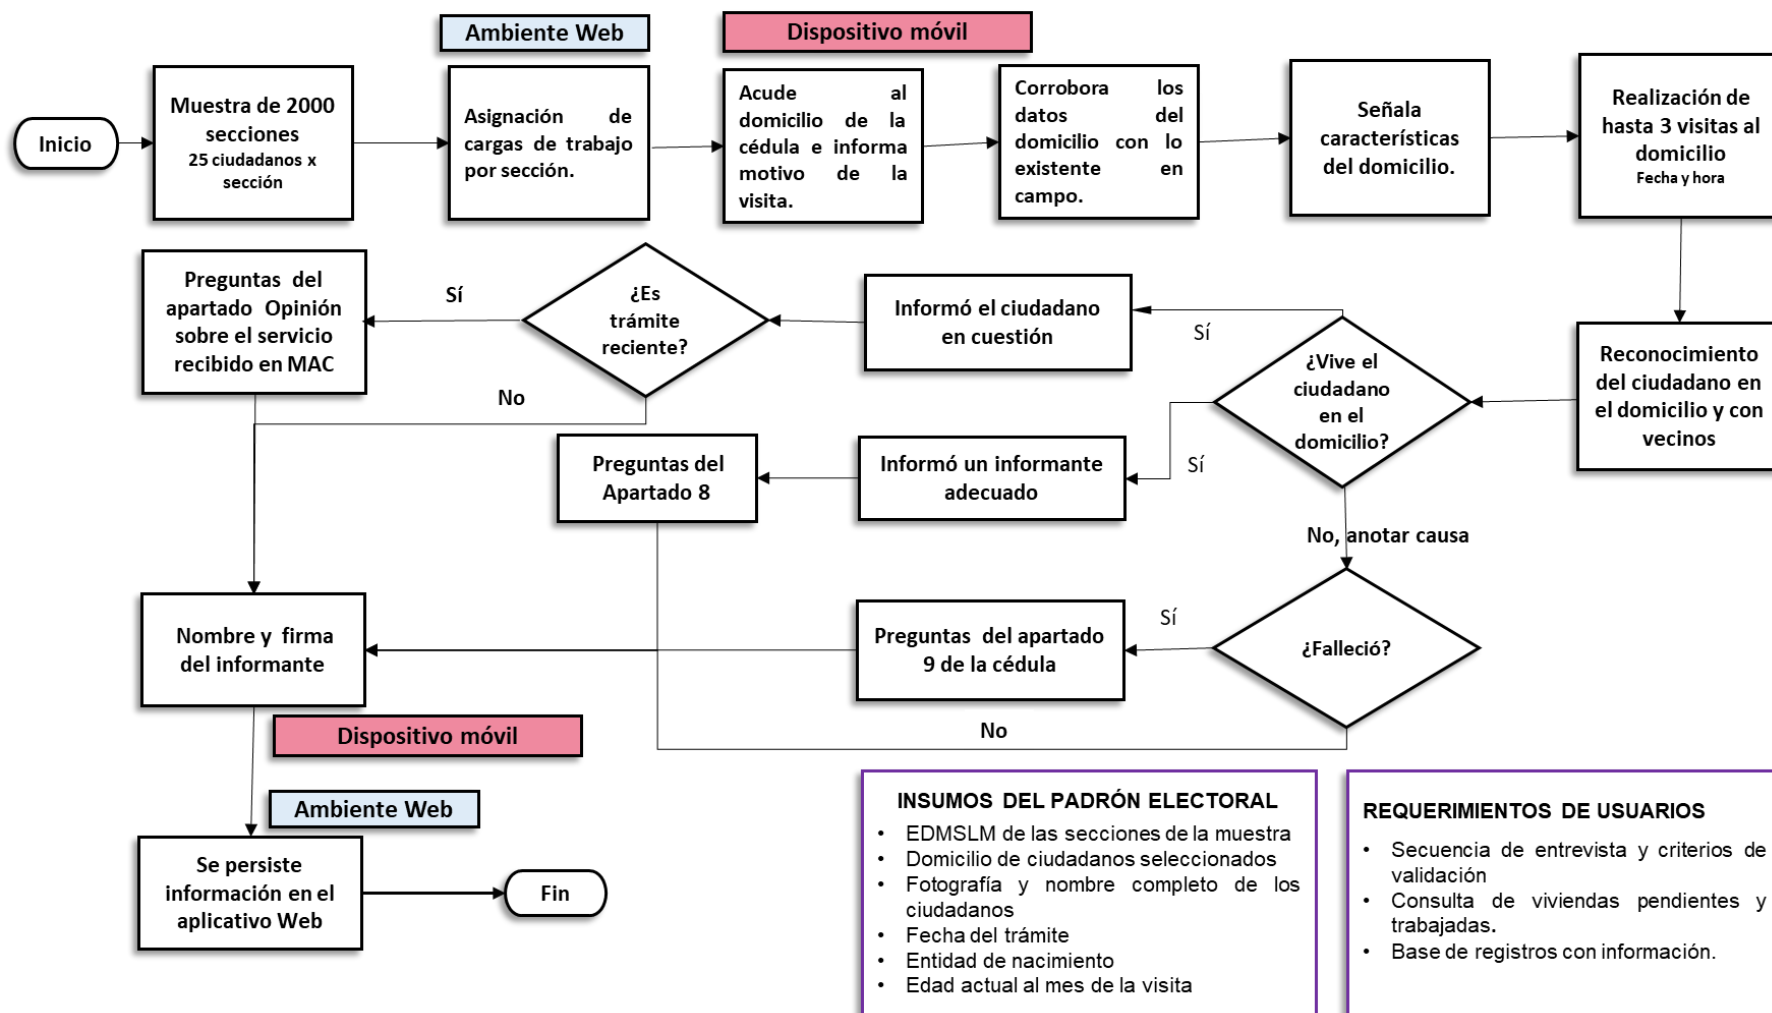 Ambiente Web
Dispositivo móvil
Inicio
Muestra de 2000
secciones
25 ciudadanos x
sección
Asignación de
cargas de trabajo
por sección.
Acude al
domicilio de la
cédula e informa
motivo de la
visita.
Corrobora los
datos del
domicilio con lo
existente en
campo.
Señala
características
del domicilio.
Realización de
hasta 3 visitas al
domicilio
Fecha y hora
Preguntas del
apartado Opinión
sobre el servicio
recibido en MAC
Sí
¿Es
trámite
reciente?
No
Informó el ciudadano
en cuestión
Sí
¿Vive el
ciudadano
en el
domicilio?
Reconocimiento
del ciudadano en
el domicilio y con
vecinos
Preguntas del
Apartado 8
Informó un informante
adecuado
Sí
No, anotar causa
Nombre y firma
del informante
Preguntas del apartado
9 de la cédula
Sí
¿Falleció?
No
Dispositivo móvil
Ambiente Web
Se persiste
información en el
aplicativo Web
Fin
INSUMOS DEL PADRÓN ELECTORAL
• EDMSLM de las secciones de la muestra
• Domicilio de ciudadanos seleccionados
• Fotografía y nombre completo de los
ciudadanos
• Fecha del trámite
• Entidad de nacimiento
• Edad actual al mes de la visita
REQUERIMIENTOS DE USUARIOS
• Secuencia de entrevista y criterios de
validación
• Consulta de viviendas pendientes y
trabajadas.
• Base de registros con información.